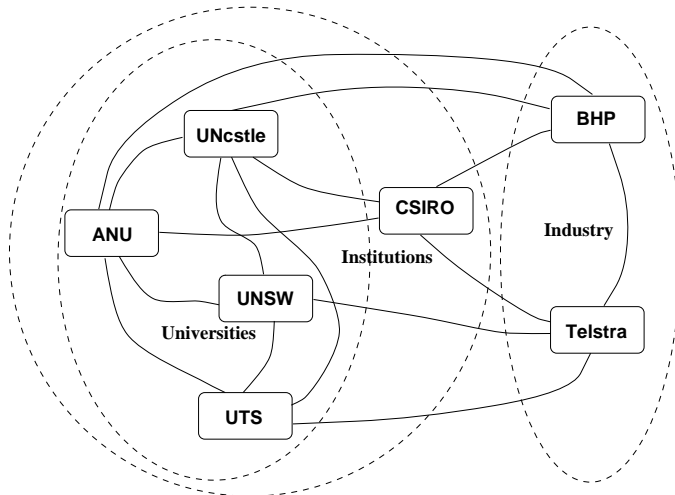 BHP
UNcstle
CSIRO
ANU
Industry
Institutions
UNSW
Universities
Telstra
UTS